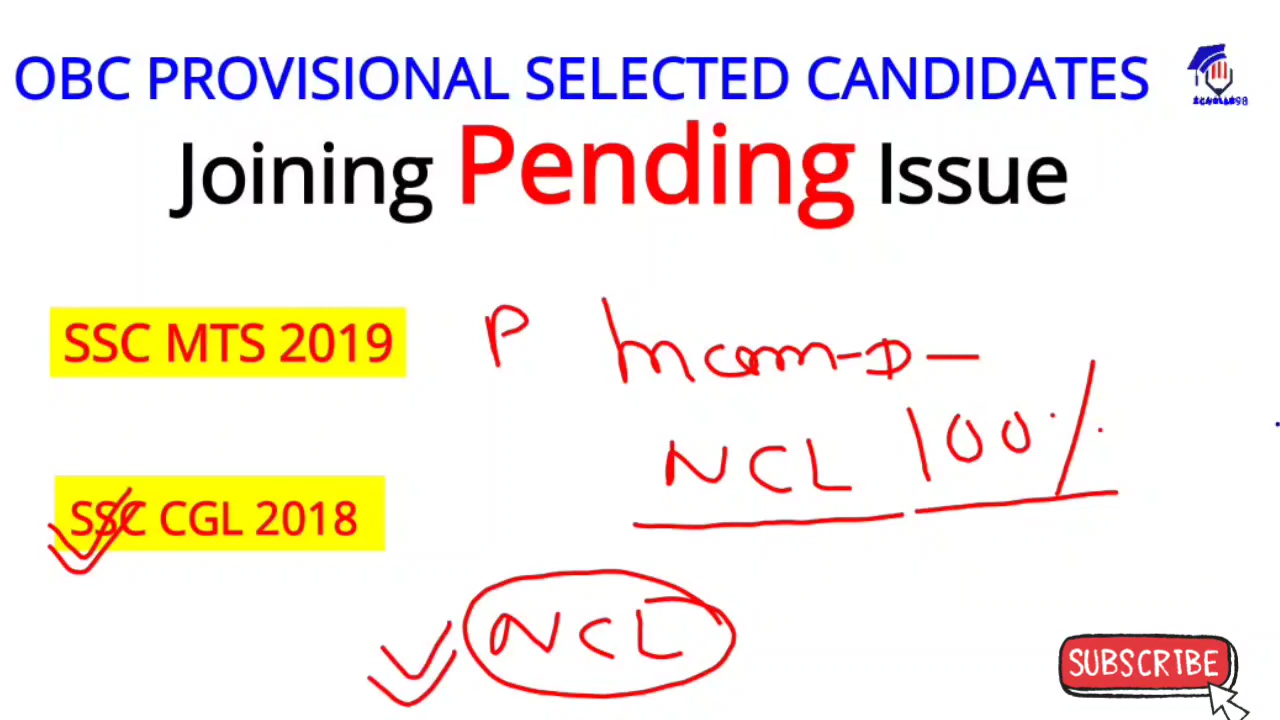 OBC PROVISIONAL SELECTED CANDIDATES
Joining Pending Issue
SSC MTS 2019
P
NCL 100%
SSC CGL 2018
NCL
SUBSCRIBE